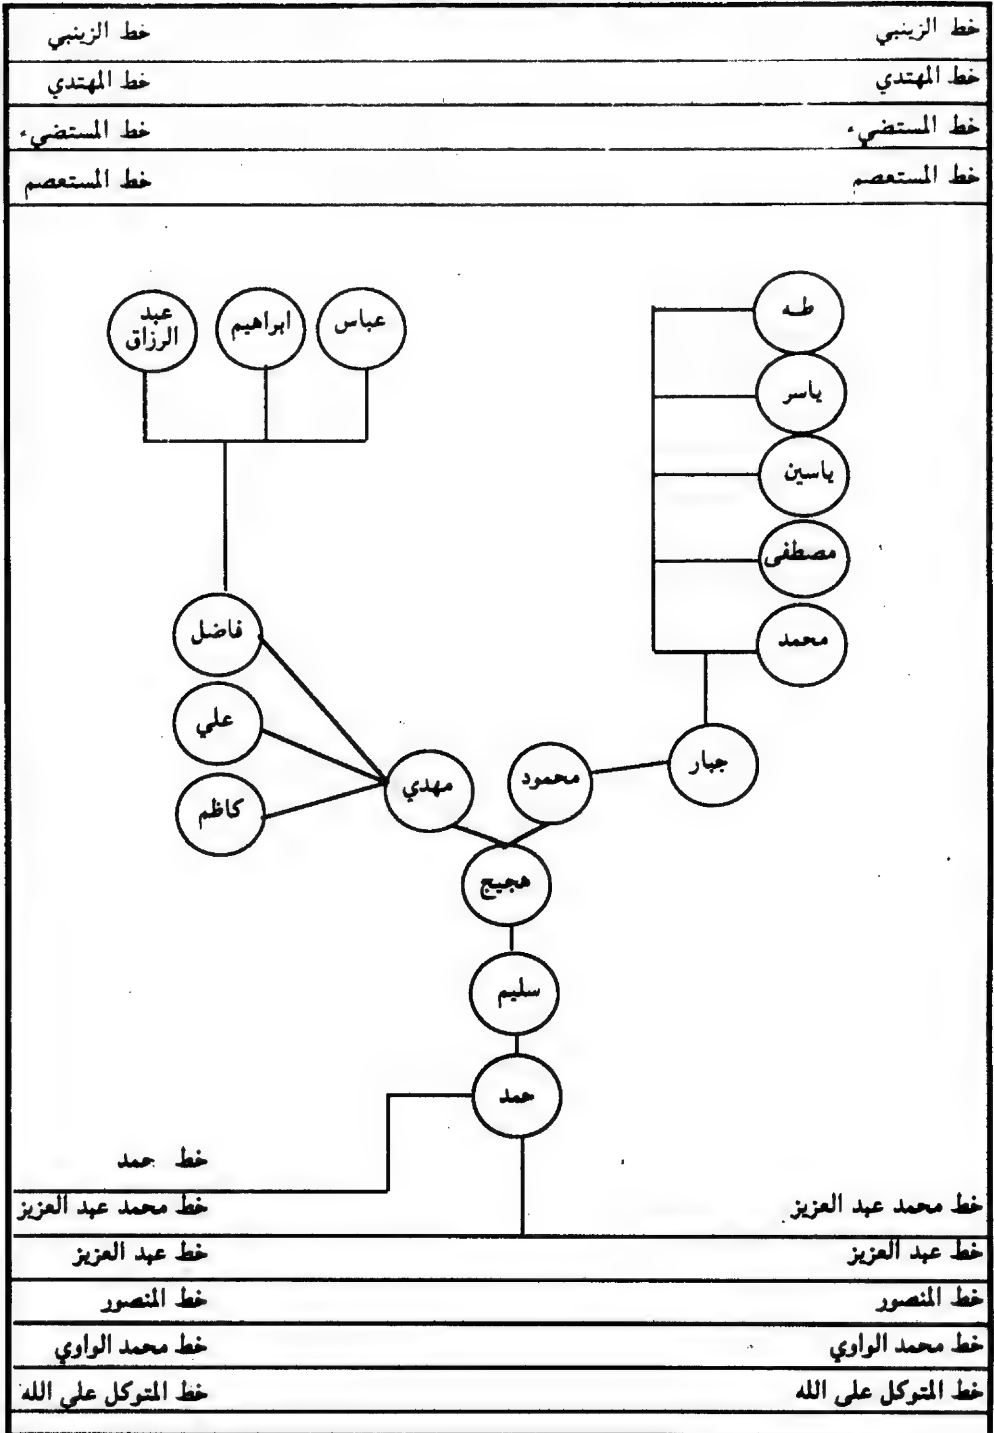 خط الزينبي خط الزينبي
خط المهتدي خط المهتدي
خط المستضيء خط المستضيء
خط المستعصم خط المستعصم
طه
عباس
ابراهيم
عبد
الرزاق
ياسر
ياسين
مصطفى
محمد
فاضل
علي
جبار
محمود
مهدي
كاظم
هجيج
سليم
حمد
خط حمد
خط محمد عبد العزيز خط محمد عبد العزيز
خط عبد العزيز خط عبد العزيز
خط المنصور خط المنصور
خط محمد الواوي خط محمد الواوي
خط المتوكل على الله خط المتوكل على الله